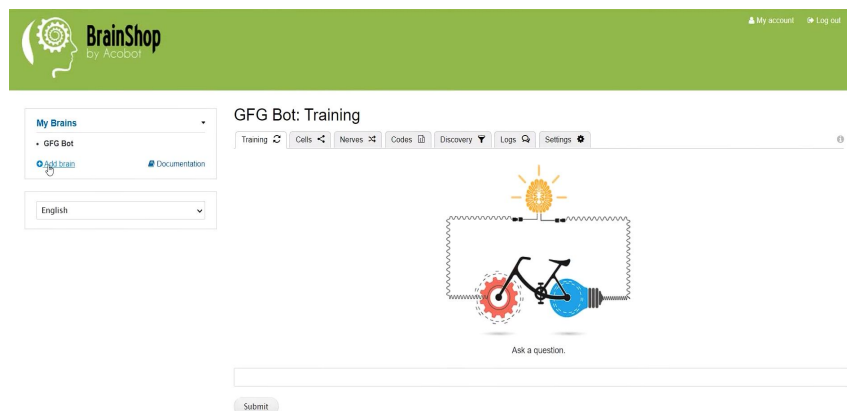 BrainShop
by Acobot
My account Log out
My Brains
GFG Bot
Add brain Documentation
English
GFG Bot: Training
Training Cells Nerves Codes Discovery Logs Settings
Ask a question.
Submit